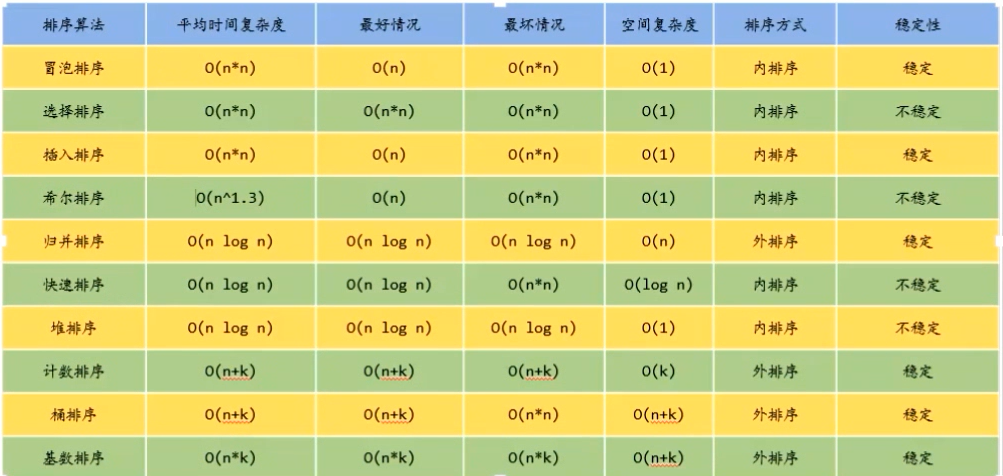 排序算法 平均时间复杂度 最好情况 最坏情况 空间复杂度 排序方式 稳定性
冒泡排序 O(n*n) O(n) O(n*n) O(1) 内排序 稳定
选择排序 O(n*n) O(n*n) O(n*n) O(1) 内排序 不稳定
插入排序 O(n*n) O(n) O(n*n) O(1) 内排序 稳定
希尔排序 O(n^1.3) O(n) O(n*n) O(1) 内排序 不稳定
归并排序 O(n log n) O(n log n) O(n log n) O(n) 外排序 稳定
快速排序 O(n log n) O(n log n) O(n*n) O(log n) 内排序 不稳定
堆排序 O(n log n) O(n log n) O(n log n) O(1) 内排序 不稳定
计数排序 O(n+k) O(n+k) O(n+k) O(k) 外排序 稳定
桶排序 O(n+k) O(n+k) O(n*n) O(n+k) 外排序 稳定
基数排序 O(n*k) O(n*k) O(n*k) O(n+k) 外排序 稳定